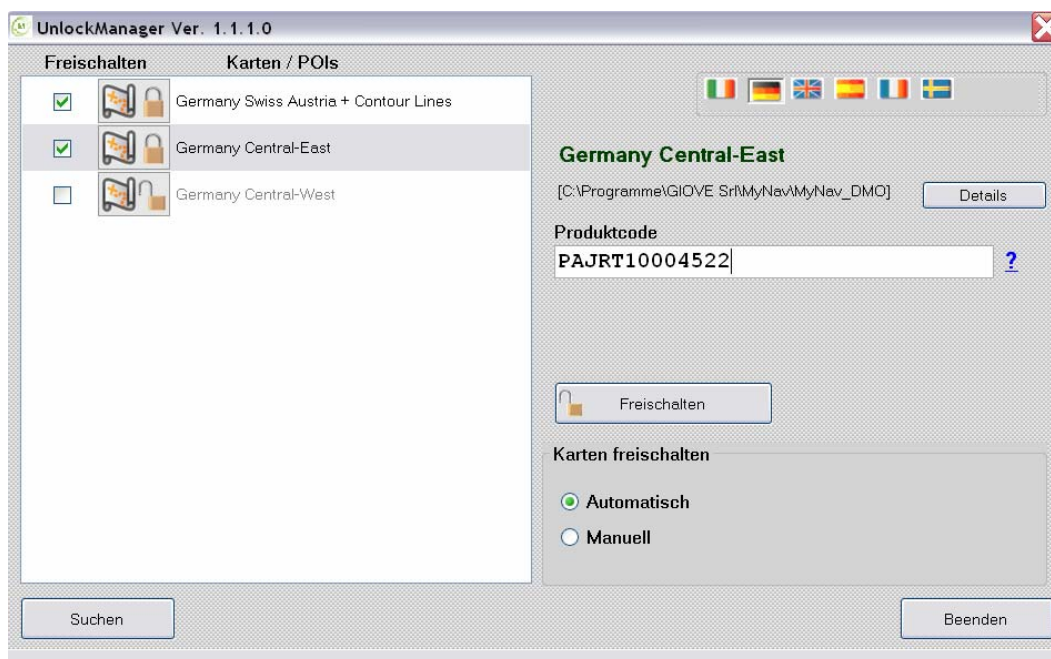 UnlockManager Ver. 1.1.1.0
Freischalten Karten / POIs
Germany Swiss Austria + Contour Lines
Germany Central-East
Germany Central-West
Germany Central-East
[C:\Programme\GIOVE Srl\MyNav\MyNav_DMO]
Details
Produktcode
PAJRT10004522
?
Freischalten
Karten freischalten
Automatisch
Manuell
Suchen
Beenden